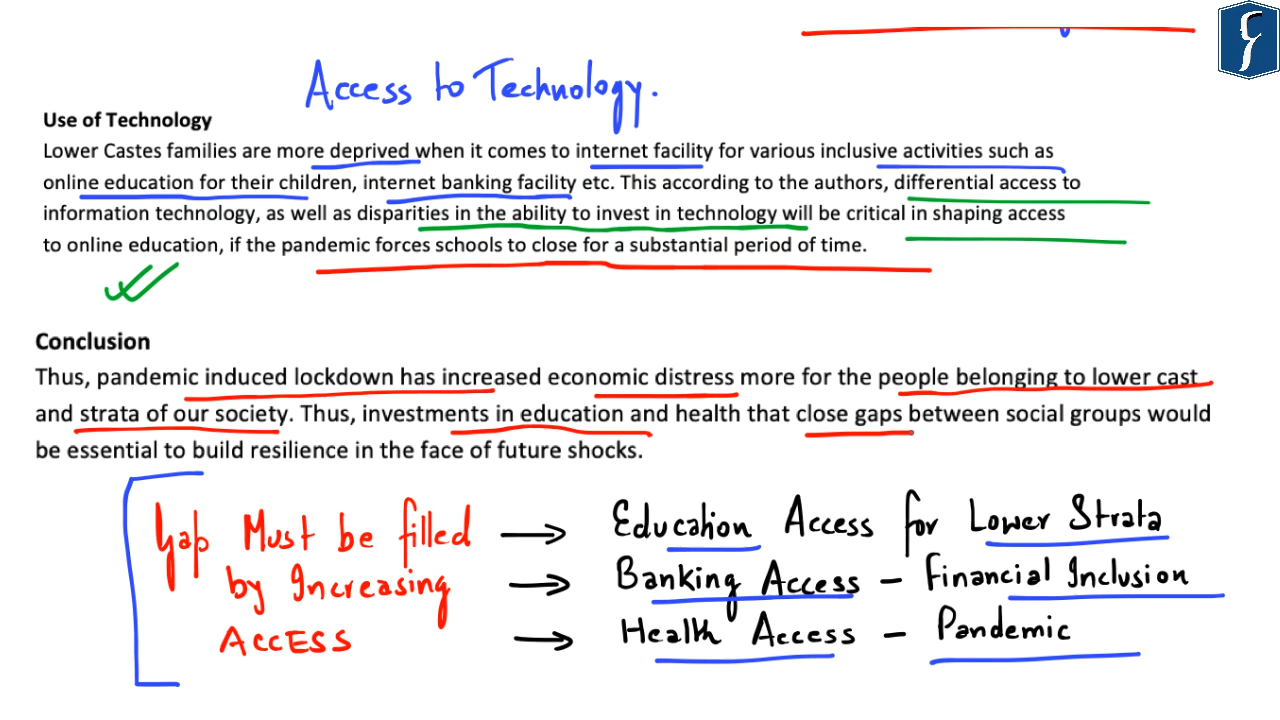 Access to Technology.
Use of Technology
Lower Castes families are more deprived when it comes to internet facility for various inclusive activities such as
online education for their children, internet banking facility etc. This according to the authors, differential access to
information technology, as well as disparities in the ability to invest in technology will be critical in shaping access
to online education, if the pandemic forces schools to close for a substantial period of time.
Conclusion
Thus, pandemic induced lockdown has increased economic distress more for the people belonging to lower cast
and strata of our society. Thus, investments in education and health that close gaps between social groups would
be essential to build resilience in the face of future shocks.
Gap Must be filled → Education Access for Lower Strata
by Increasing → Banking Access – Financial Inclusion
ACCESS → Health Access – Pandemic